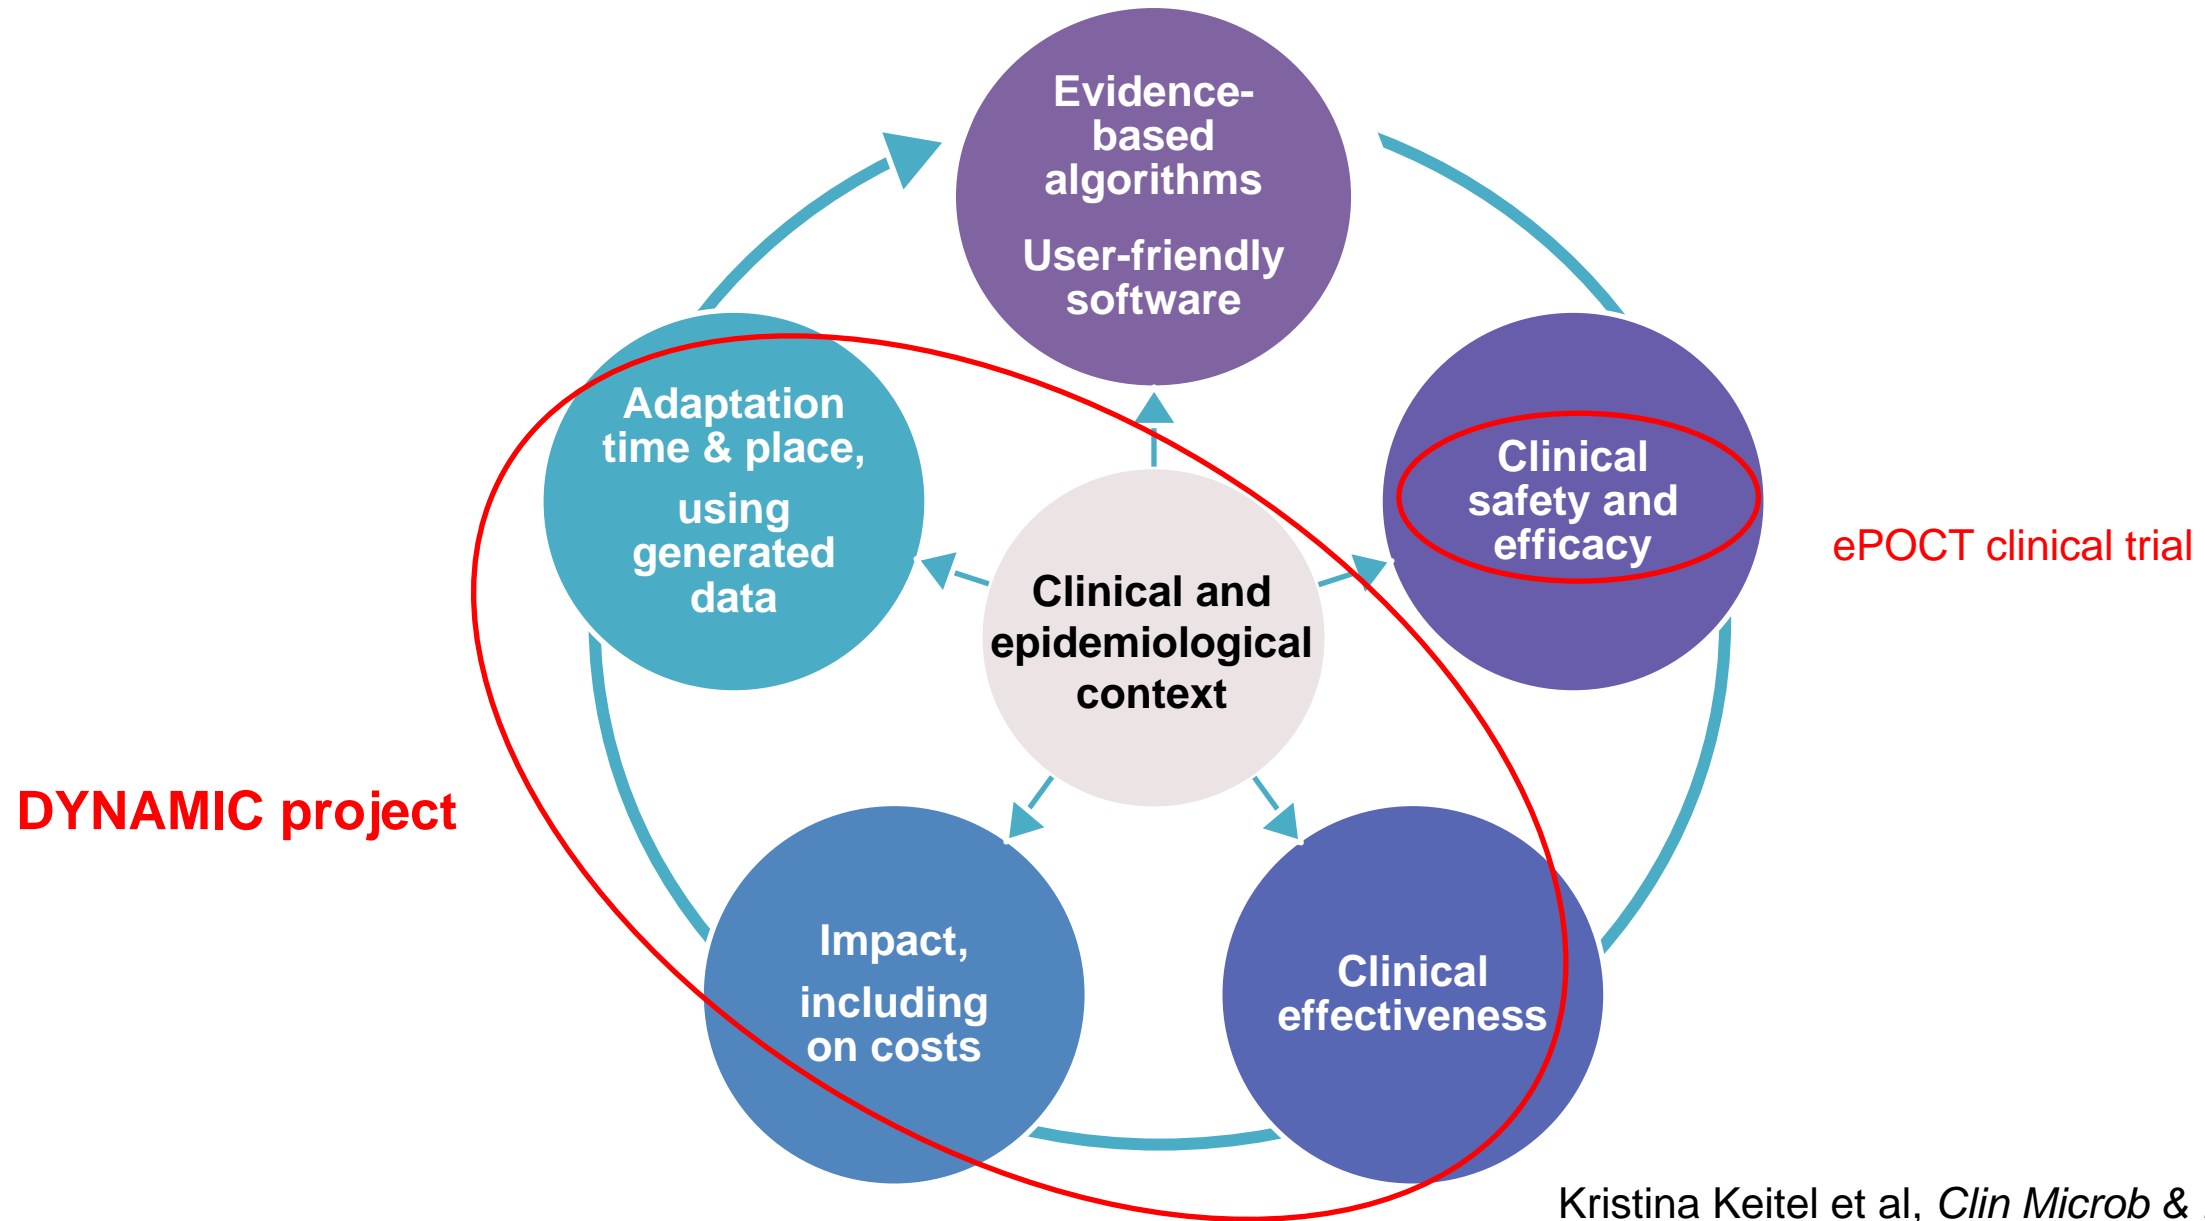 Evidence-
based
algorithms
User-friendly
software
Adaptation
time & place,
using
generated
data
Clinical
safety and
efficacy
ePOCT clinical trial
Clinical and
epidemiological
context
DYNAMIC project
Impact,
including
on costs
Clinical
effectiveness
Kristina Keitel et al, Clin Microb &